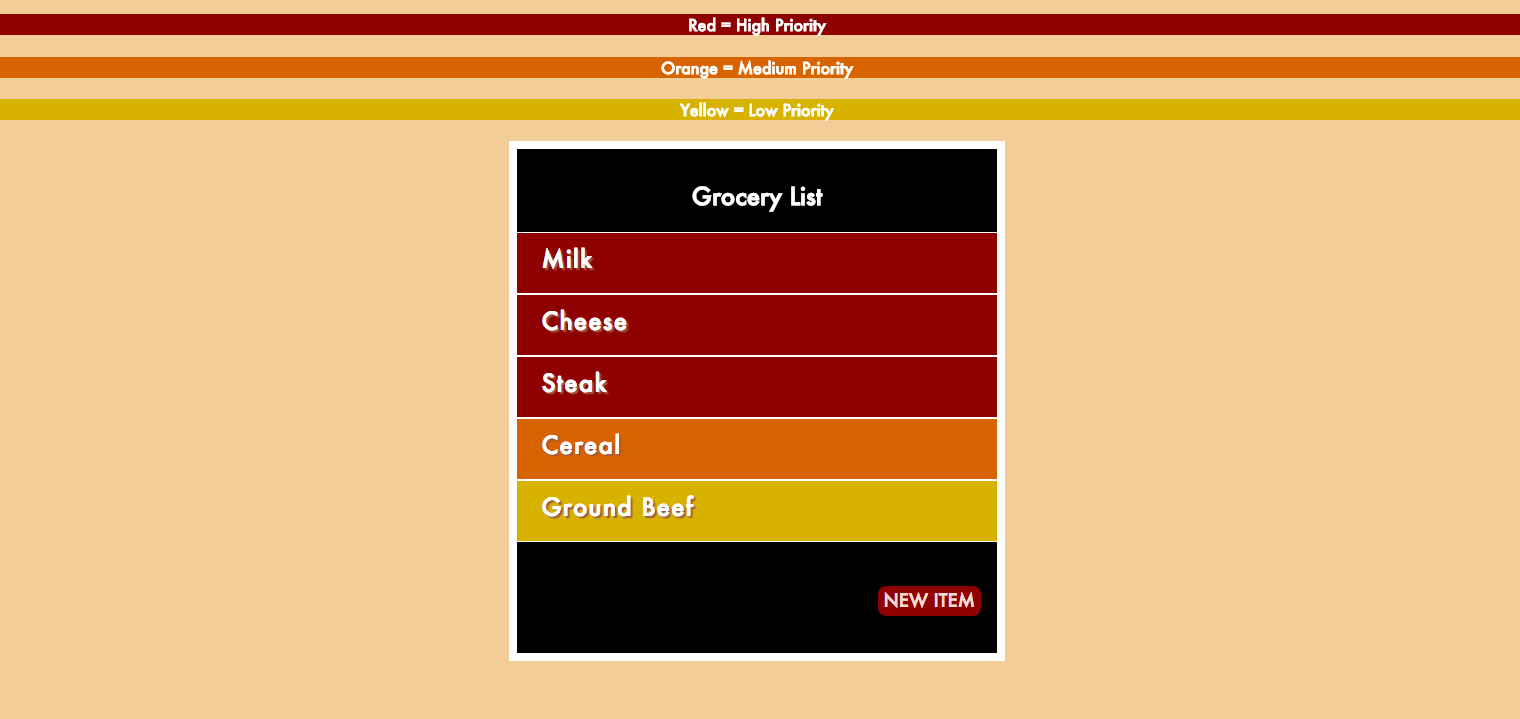 Red = High Priority
Orange = Medium Priority
Yellow = Low Priority
Grocery List
Milk
Cheese
Steak
Cereal
Ground Beef
NEW ITEM